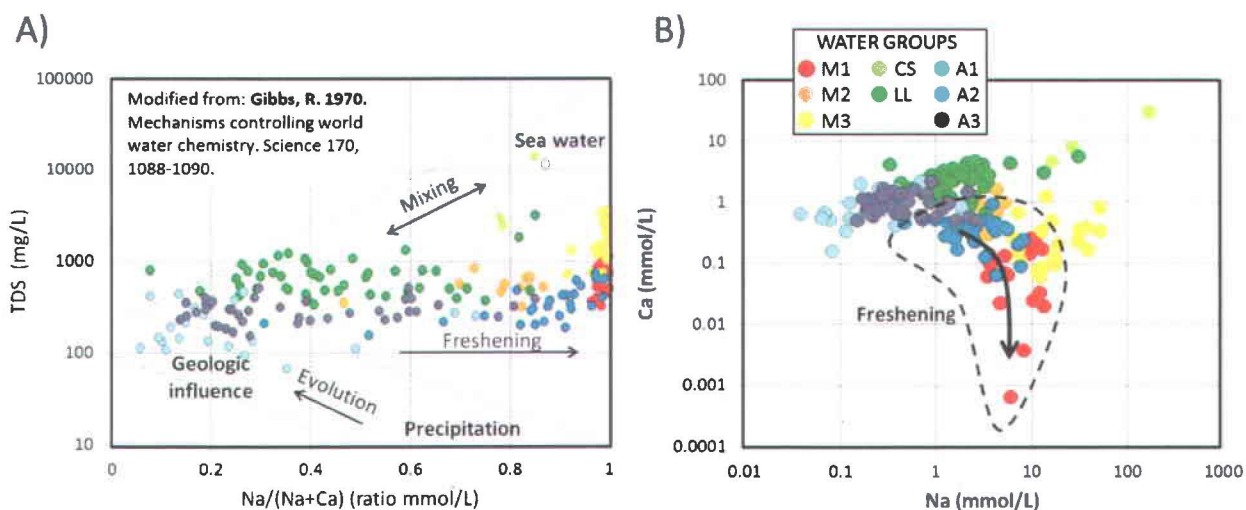 A)
100000
10000
1000
1000
100
10
TDS (mg/L)
Modified from: Gibbs, R. 1970.
Mechanisms controlling world
water chemistry. Science 170,
1088-1090.
Sea water
Mixing
Freshening
Geologic
influence
Evolution
Precipitation
0 0.2 0.4 0.6 0.8 1
Na/(Na+Ca) (ratio mmol/L)
B)
WATER GROUPS
M1 CS A1
M2 LL A2
M3 A3
100
10
1
0.1
0.01
0.001
0.0001
Ca (mmol/L)
Freshening
0.01 0.1 1 10 100 1000
Na (mmol/L)